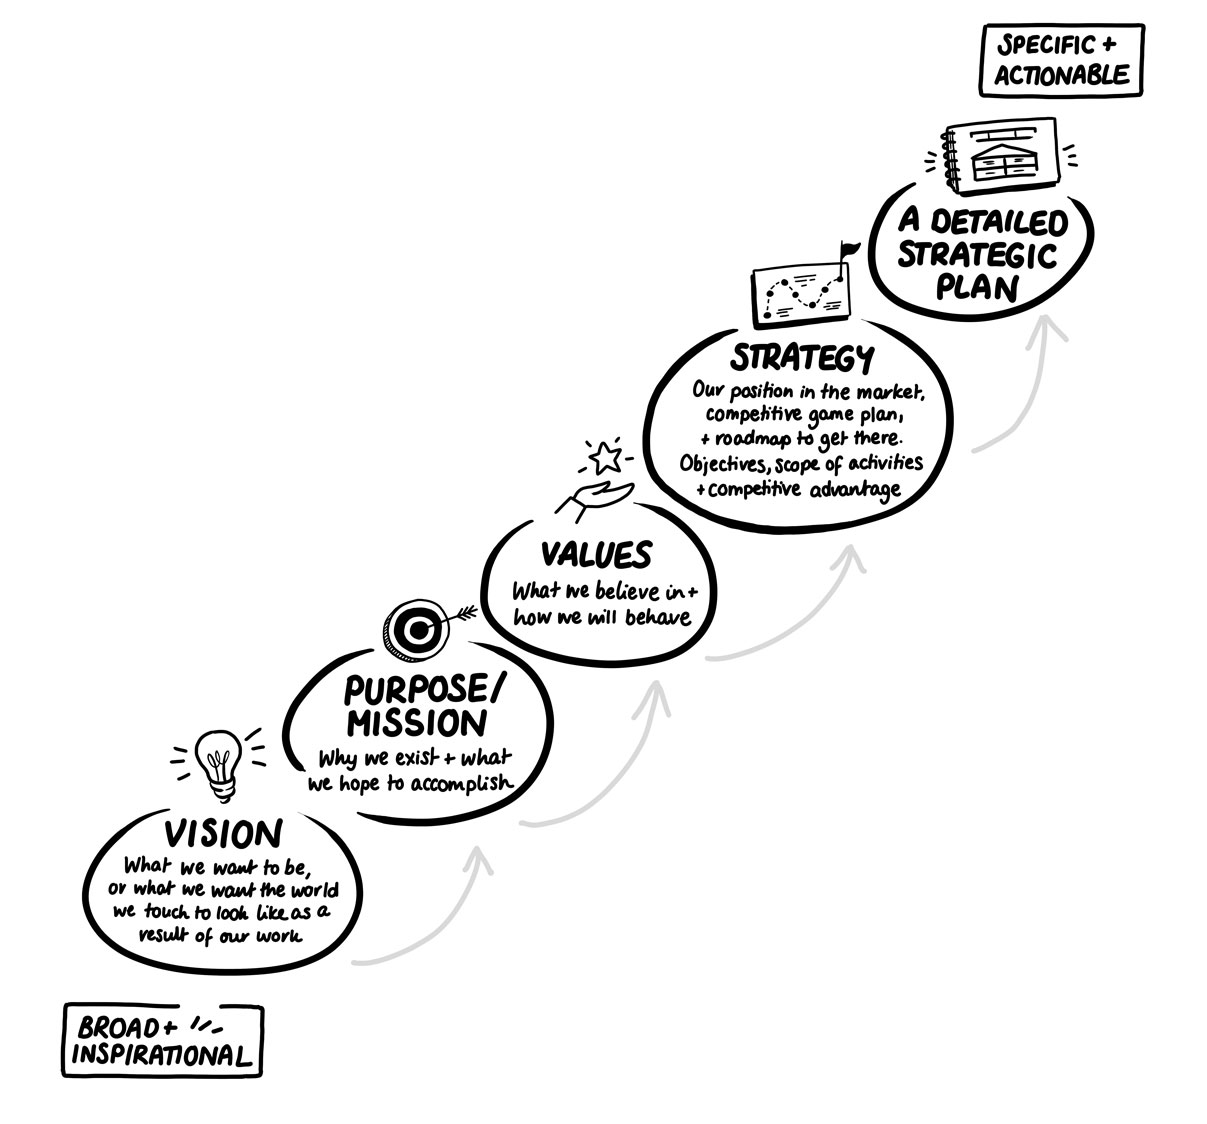 SPECIFIC +
ACTIONABLE
A DETAILED
STRATEGIC
PLAN
STRATEGY
Our position in the market,
competitive game plan,
+ roadmap to get there.
Objectives, scope of activities
+ competitive advantage
VALUES
What we believe in +
how we will behave
PURPOSE/
MISSION
Why we exist + what
we hope to accomplish
VISION
What we want to be,
or what we want the world
we touch to look like as a
result of our work
BROAD +
INSPIRATIONAL